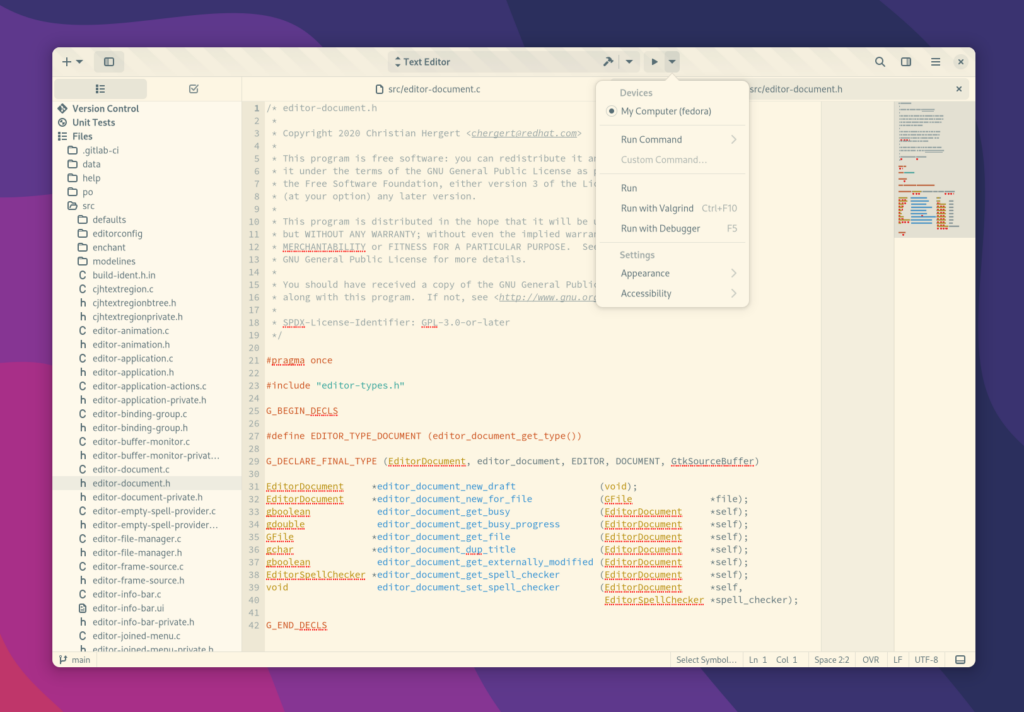 Text Editor
src/editor-document.c
src/editor-document.h
Version Control
Unit Tests
Files
.gitlab-ci
data
help
po
src
defaults
editorconfig
enchant
modelines
build-ident.h.in
cjhtextregion.c
cjhtextregionbtree.h
cjhtextregionprivate.h
editor-animation.c
editor-animation.h
editor-application.c
editor-application.h
editor-application-actions.c
editor-application-private.h
editor-binding-group.c
editor-binding-group.h
editor-buffer-monitor.c
editor-buffer-monitor-privat...
editor-document.c
editor-document.h
editor-document-private.h
editor-empty-spell-provider.c
editor-empty-spell-provider...
editor-file-manager.c
editor-file-manager.h
editor-frame-source.c
editor-frame-source.h
editor-info-bar.c
editor-info-bar.ui
editor-info-bar-private.h
editor-joined-menu.c
editor-joined-menu-private.h
1 /* editor-document.h
2 *
3 * Copyright 2020 Christian Hergert <chergert@redhat.com>
4 *
5 * This program is free software: you can redistribute it an
6 * it under the terms of the GNU General Public License as p
7 * the Free Software Foundation, either version 3 of the Li
8 * (at your option) any later version.
9 *
10 * This program is distributed in the hope that it will be
11 * but WITHOUT ANY WARRANTY; without even the implied warran
12 * MERCHANTABILITY or FITNESS FOR A PARTICULAR PURPOSE. See
13 * GNU General Public License for more details.
14 *
15 * You should have received a copy of the GNU General Public
16 * along with this program. If not, see <http://www.gnu.org
17 *
18 * SPDX-License-Identifier: GPL-3.0-or-later
19 */
20
21 #pragma once
22
23 #include "editor-types.h"
24
25 G_BEGIN_DECLS
26
27 #define EDITOR_TYPE_DOCUMENT (editor_document_get_type())
28
29 G_DECLARE_FINAL_TYPE (EditorDocument, editor_document, EDITOR, DOCUMENT, GtkSourceBuffer)
30
31 EditorDocument *editor_document_new_draft (void);
32 EditorDocument *editor_document_new_for_file (GFile *file);
33 gboolean editor_document_get_busy (EditorDocument *self);
34 gdouble editor_document_get_busy_progress (EditorDocument *self);
35 GFile *editor_document_get_file (EditorDocument *self);
36 gchar *editor_document_dup_title (EditorDocument *self);
37 gboolean editor_document_get_externally_modified (EditorDocument *self);
38 EditorSpellChecker *editor_document_get_spell_checker (EditorDocument *self);
39 void editor_document_set_spell_checker (EditorDocument *self,
40 EditorSpellChecker *spell_checker);
41
42 G_END_DECLS
Devices
My Computer (fedora)
Run Command
Custom Command...
Run
Run with Valgrind Ctrl+F10
Run with Debugger F5
Settings
Appearance
Accessibility
main
Select Symbol... Ln 1 Col 1 Space 2:2 OVR LF UTF-8